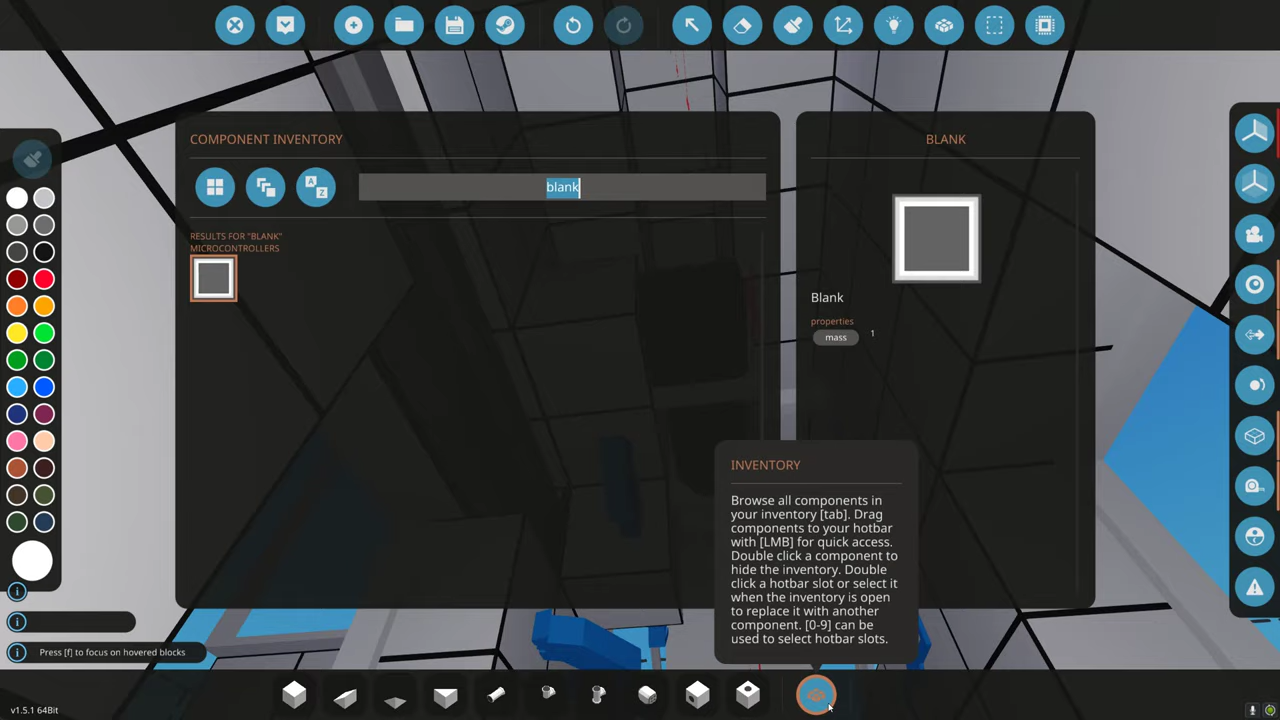 COMPONENT INVENTORY
A
Z
blank
RESULTS FOR "BLANK"
MICROCONTROLLERS
BLANK
Blank
properties
mass 1
INVENTORY
Browse all components in
your inventory [tab]. Drag
components to your hotbar
with [LMB] for quick access.
Double click a component to
hide the inventory. Double
click a hotbar slot or select it
when the inventory is open
to replace it with another
component. [0-9] can be
used to select hotbar slots.
Press [f] to focus on hovered blocks
v1.5.1 64Bit